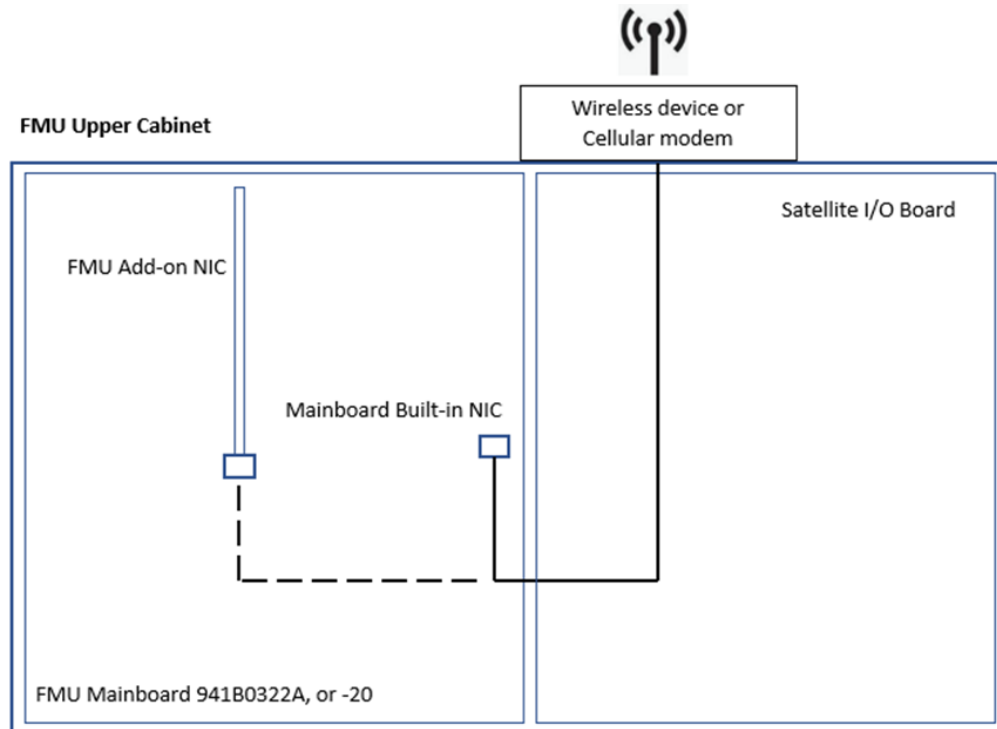 Wireless device or
Cellular modem
FMU Upper Cabinet
Satellite I/O Board
FMU Add-on NIC
Mainboard Built-in NIC
FMU Mainboard 941B0322A, or -20